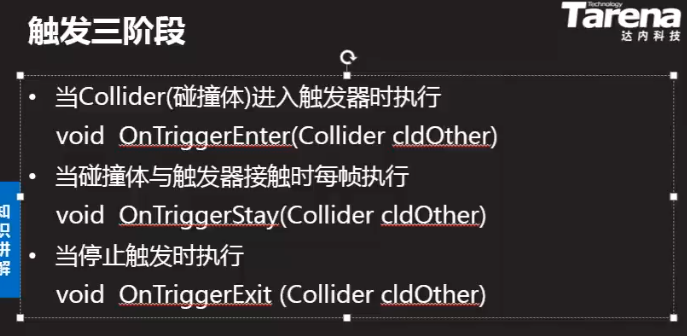 触发三阶段
Technology
Tarena
达内科技
• 当Collider(碰撞体)进入触发器时执行
void OnTriggerEnter(Collider cldOther)
• 当碰撞体与触发器接触时每帧执行
void OnTriggerStay(Collider cldOther)
• 当停止触发时执行
void OnTriggerExit (Collider cldOther)
知识讲解